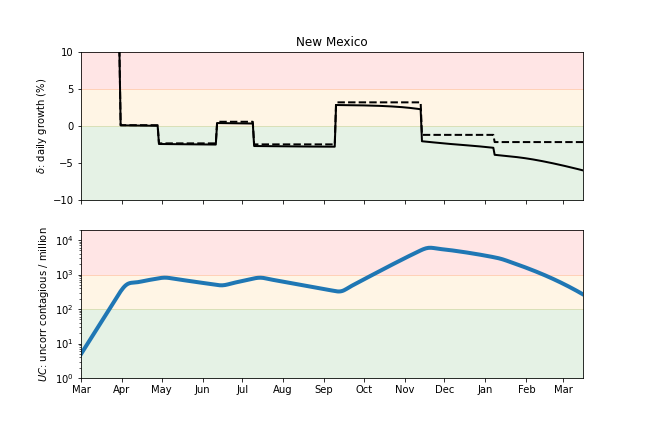 New Mexico
δ: daily growth (%)
10
5
0
−5
−10
UC: uncorr contagious / million
10⁴
10³
10²
10¹
10⁰
Mar Apr May Jun Jul Aug Sep Oct Nov Dec Jan Feb Mar